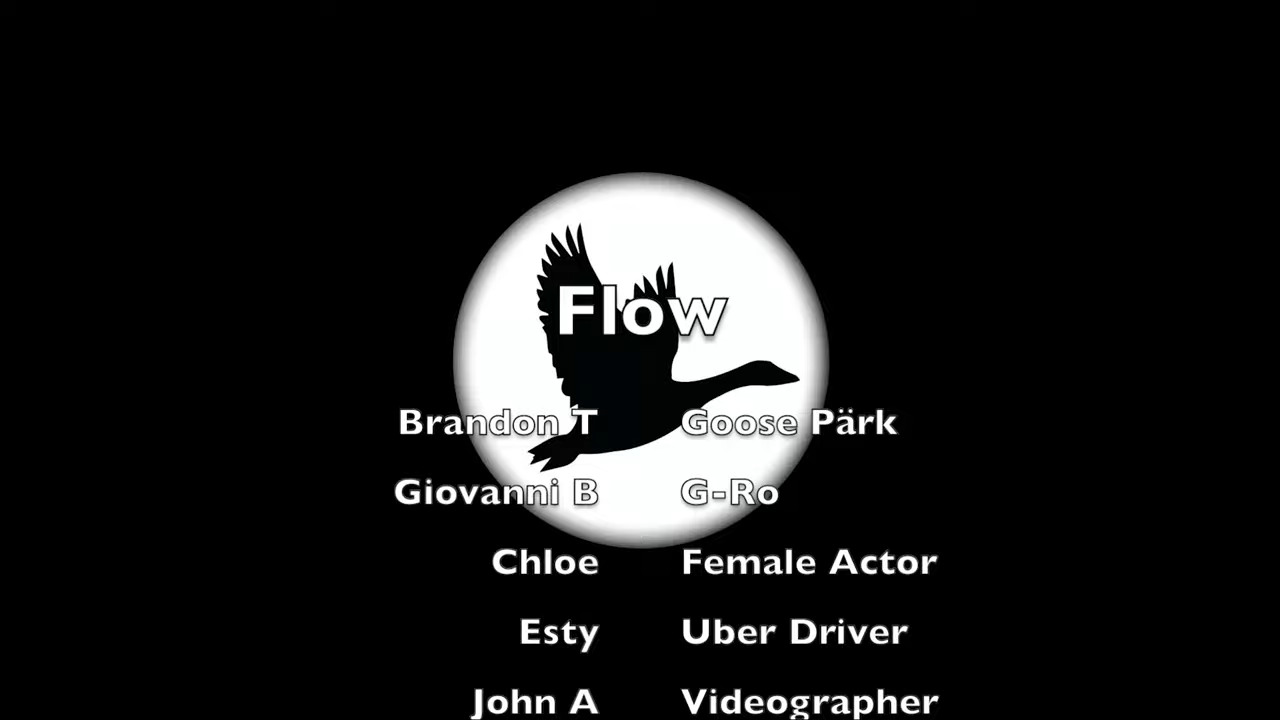 Flow
Brandon T Goose Pärk
Giovanni B G-Ro
Chloe Female Actor
Esty Uber Driver
John A Videographer